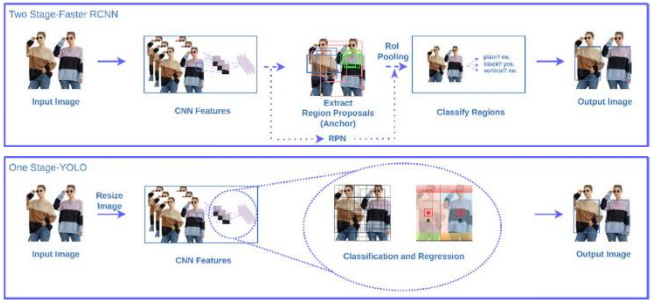 Two Stage-Faster RCNN
RoI
Pooling
plain? no.
block? yes.
vertical? no.
Input Image
CNN Features
Extract
Region Proposals
(Anchor)
Classify Regions
Output Image
RPN
One Stage-YOLO
Resize
Image
A
B
Input Image
CNN Features
Classification and Regression
Output Image